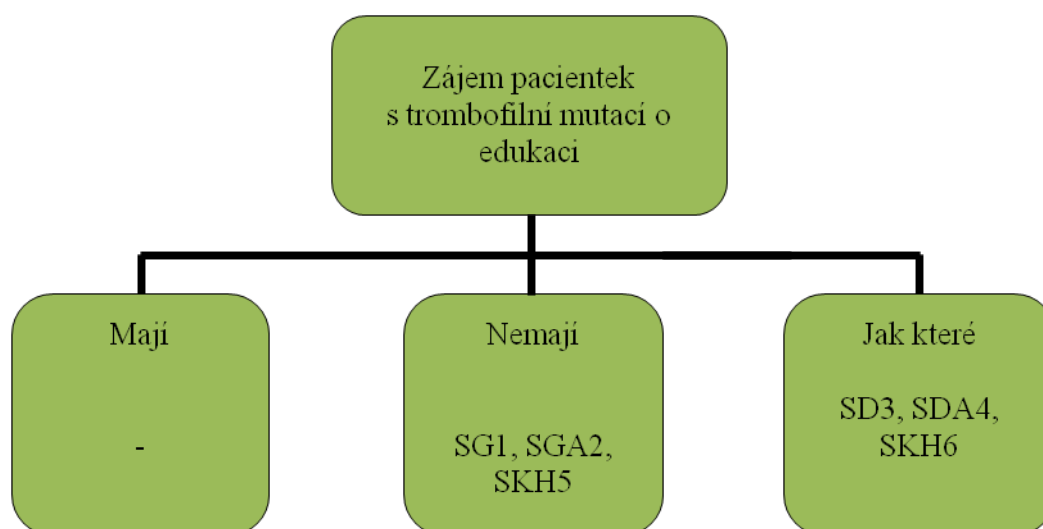 Zájem pacientek
s trombofilní mutací o
edukaci
Mají
-
Nemají
SG1, SGA2,
SKH5
Jak které
SD3, SDA4,
SKH6